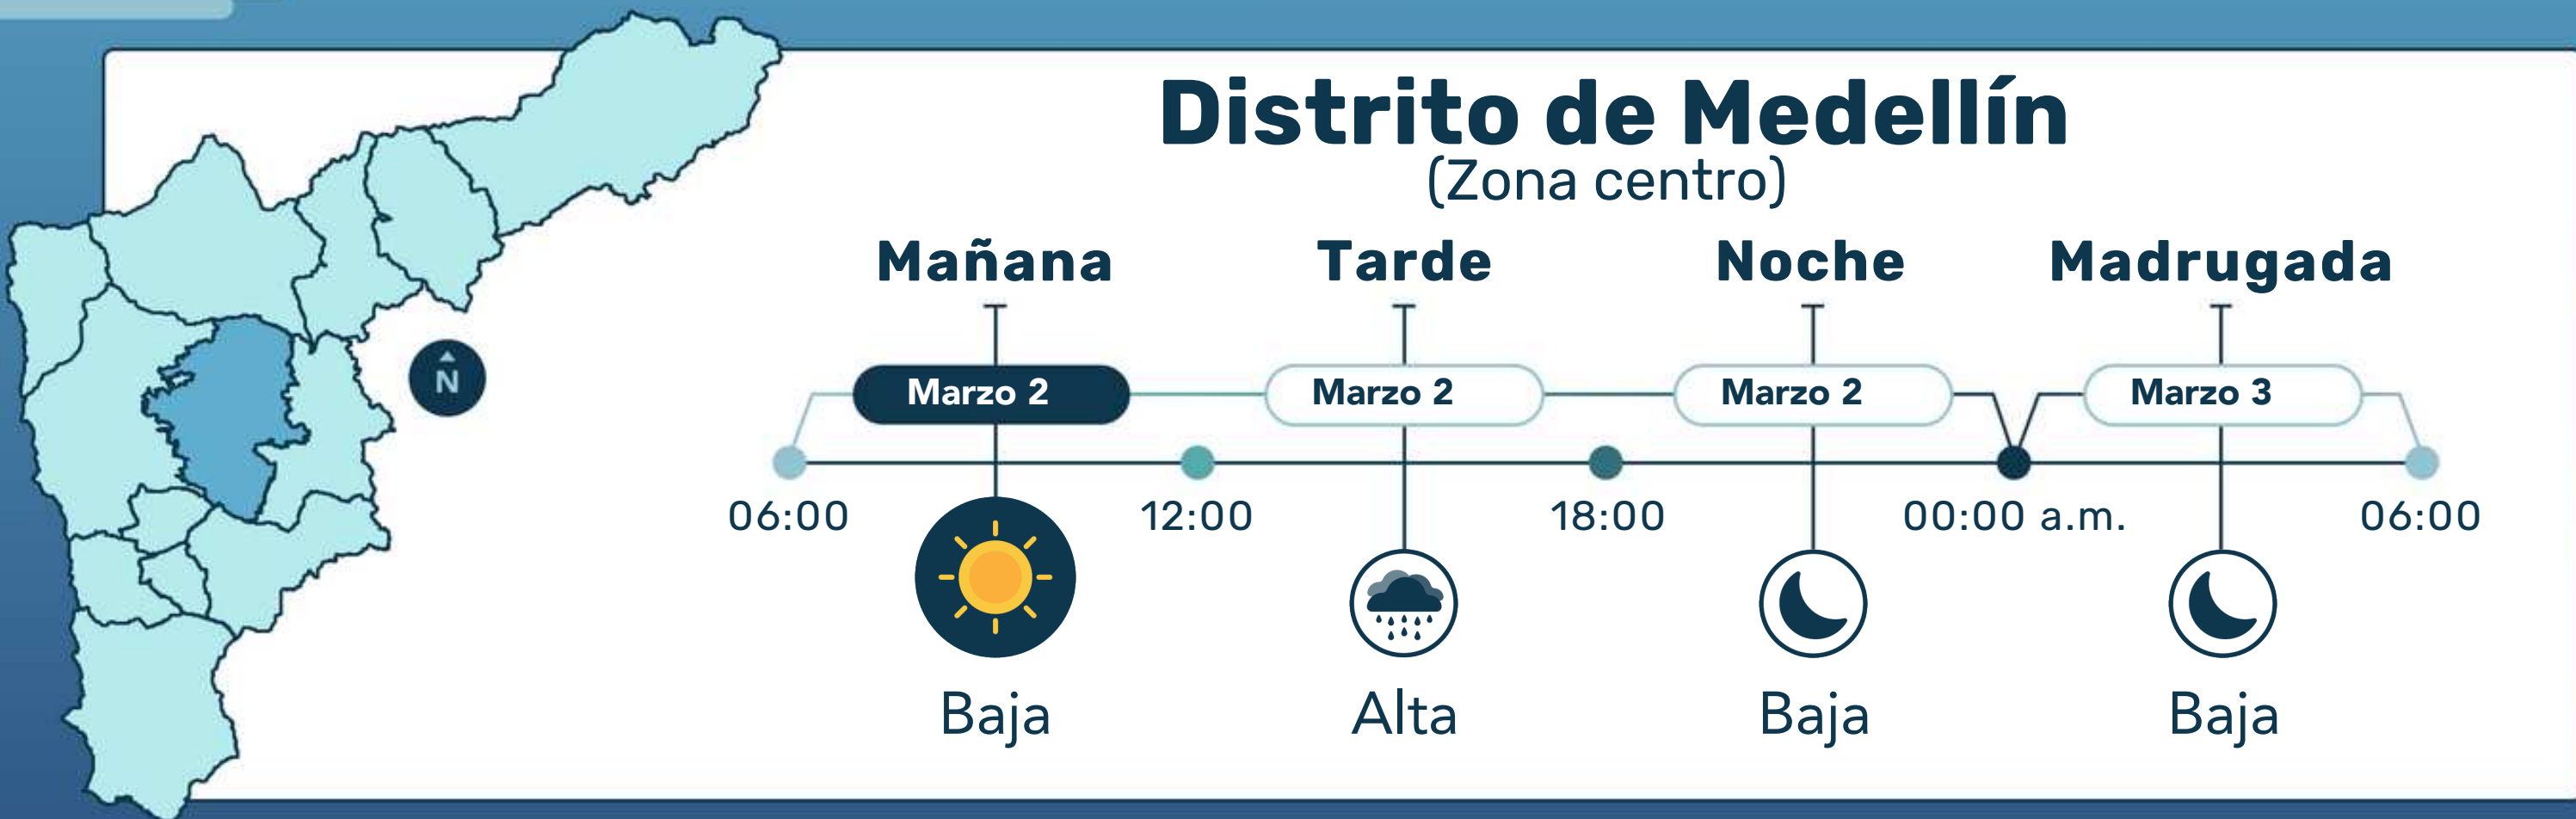 Distrito de Medellín
(Zona centro)
Mañana Tarde Noche Madrugada
Marzo 2 Marzo 2 Marzo 2 Marzo 3
N
06:00 12:00 18:00 00:00 a.m. 06:00
Baja Alta Baja Baja